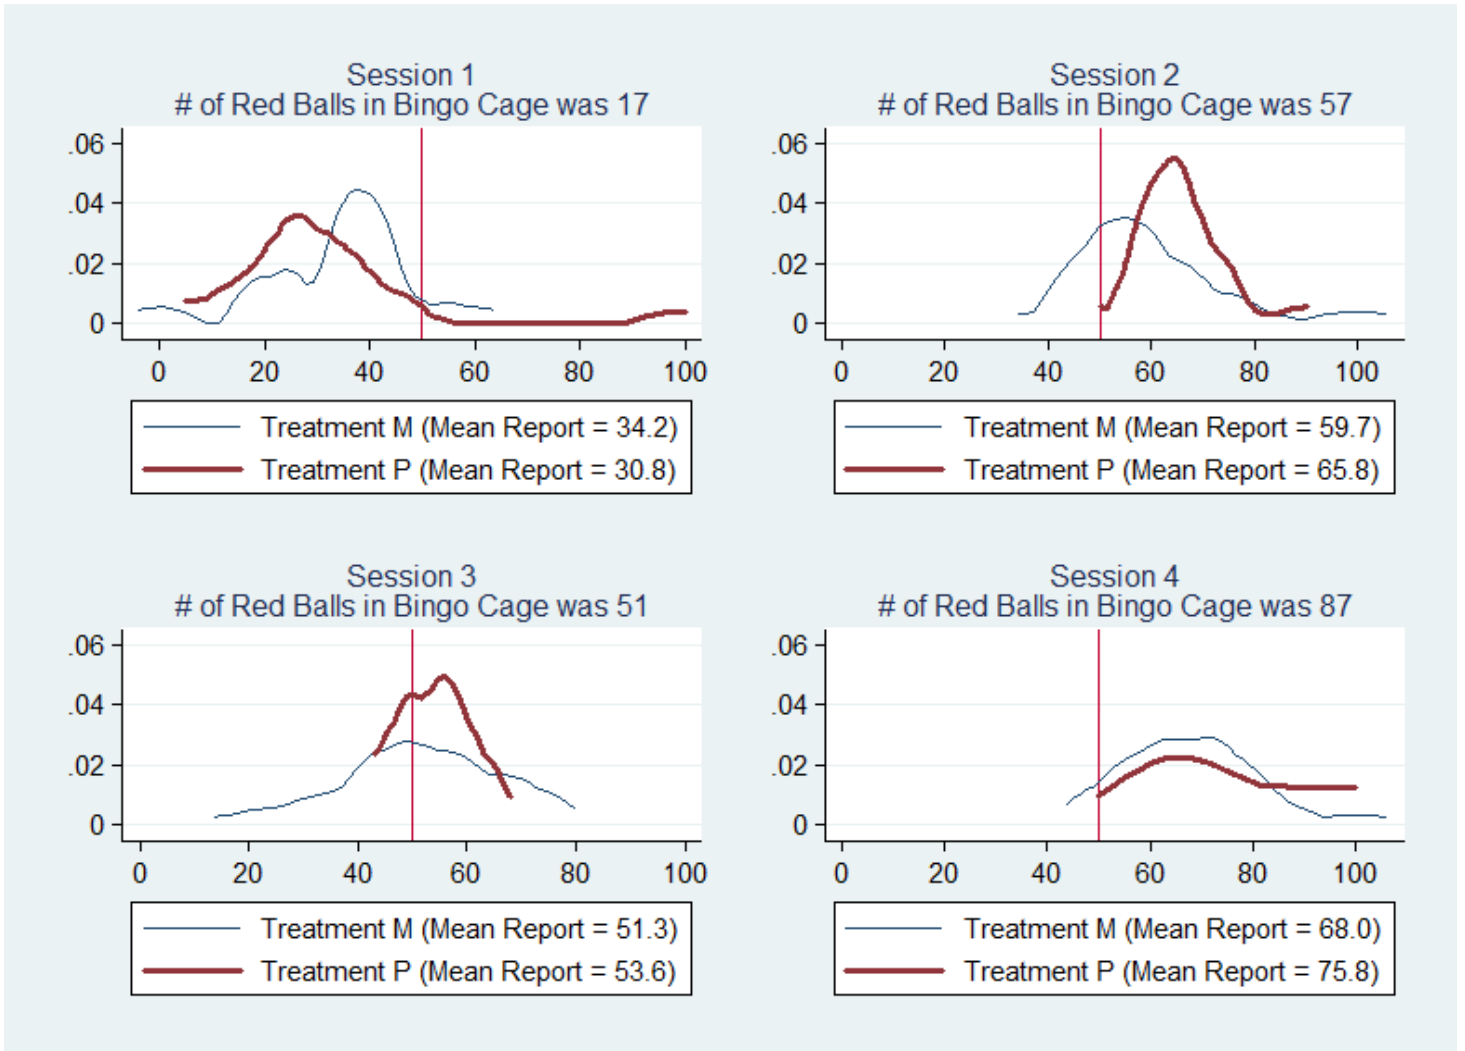 Session 1
# of Red Balls in Bingo Cage was 17
.06
.04
.02
0
0 20 40 60 80 100
Treatment M (Mean Report = 34.2)
Treatment P (Mean Report = 30.8)
Session 2
# of Red Balls in Bingo Cage was 57
.06
.04
.02
0
0 20 40 60 80 100
Treatment M (Mean Report = 59.7)
Treatment P (Mean Report = 65.8)
Session 3
# of Red Balls in Bingo Cage was 51
.06
.04
.02
0
0 20 40 60 80 100
Treatment M (Mean Report = 51.3)
Treatment P (Mean Report = 53.6)
Session 4
# of Red Balls in Bingo Cage was 87
.06
.04
.02
0
0 20 40 60 80 100
Treatment M (Mean Report = 68.0)
Treatment P (Mean Report = 75.8)